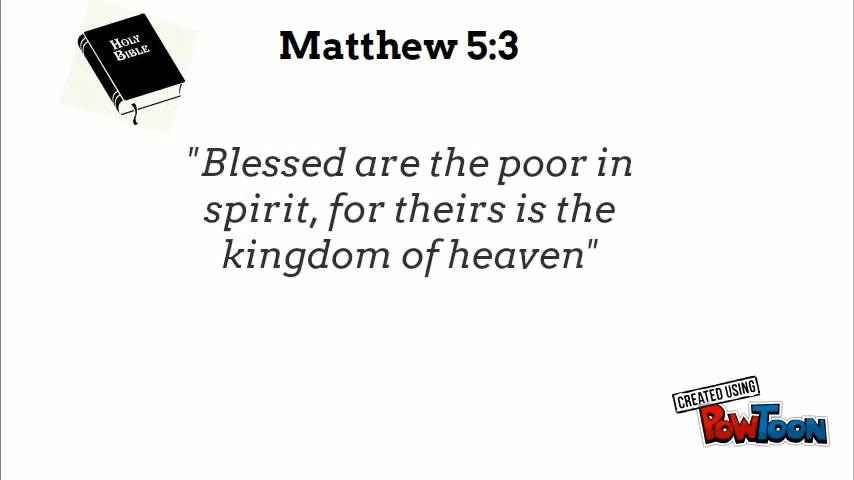 HOLY
BIBLE
Matthew 5:3
"Blessed are the poor in
spirit, for theirs is the
kingdom of heaven"
CREATED USING
POWTOON